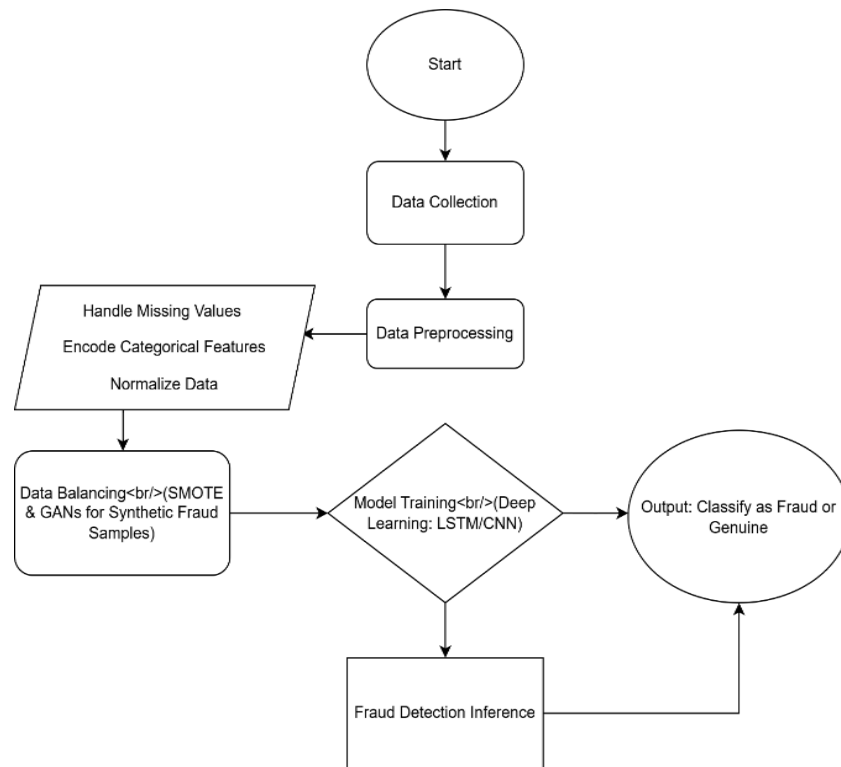 Start
Data Collection
Data Preprocessing
Handle Missing Values
Encode Categorical Features
Normalize Data
Data Balancing<br/>(SMOTE
& GANs for Synthetic Fraud
Samples)
Model Training<br/>(Deep
Learning: LSTM/CNN)
Output: Classify as Fraud or
Genuine
Fraud Detection Inference